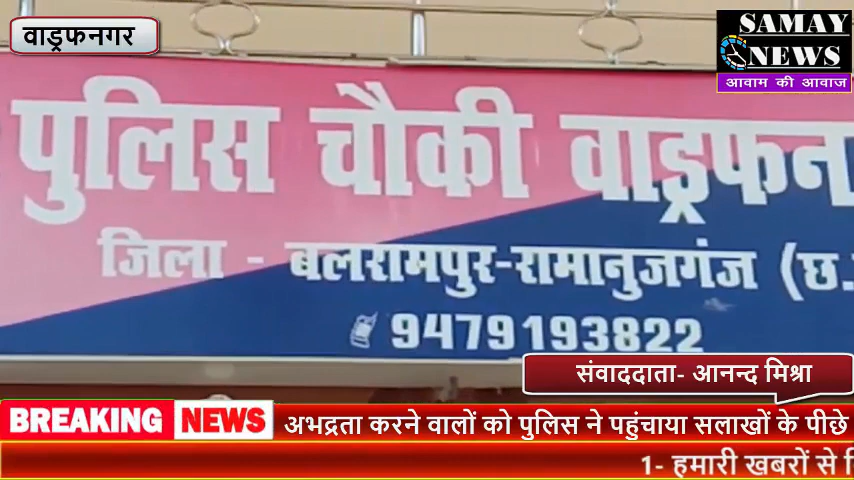 वाड्रफनगर
SAMAY
NEWS
आवाम की आवाज
पुलिस चौकी वाड्रफन
जिला - बलरामपुर-रामानुजगंज (छ.
9479193822
संवाददाता- आनन्द मिश्रा
BREAKING NEWS अभद्रता करने वालों को पुलिस ने पहुंचाया सलाखों के पीछे
1- हमारी खबरों से